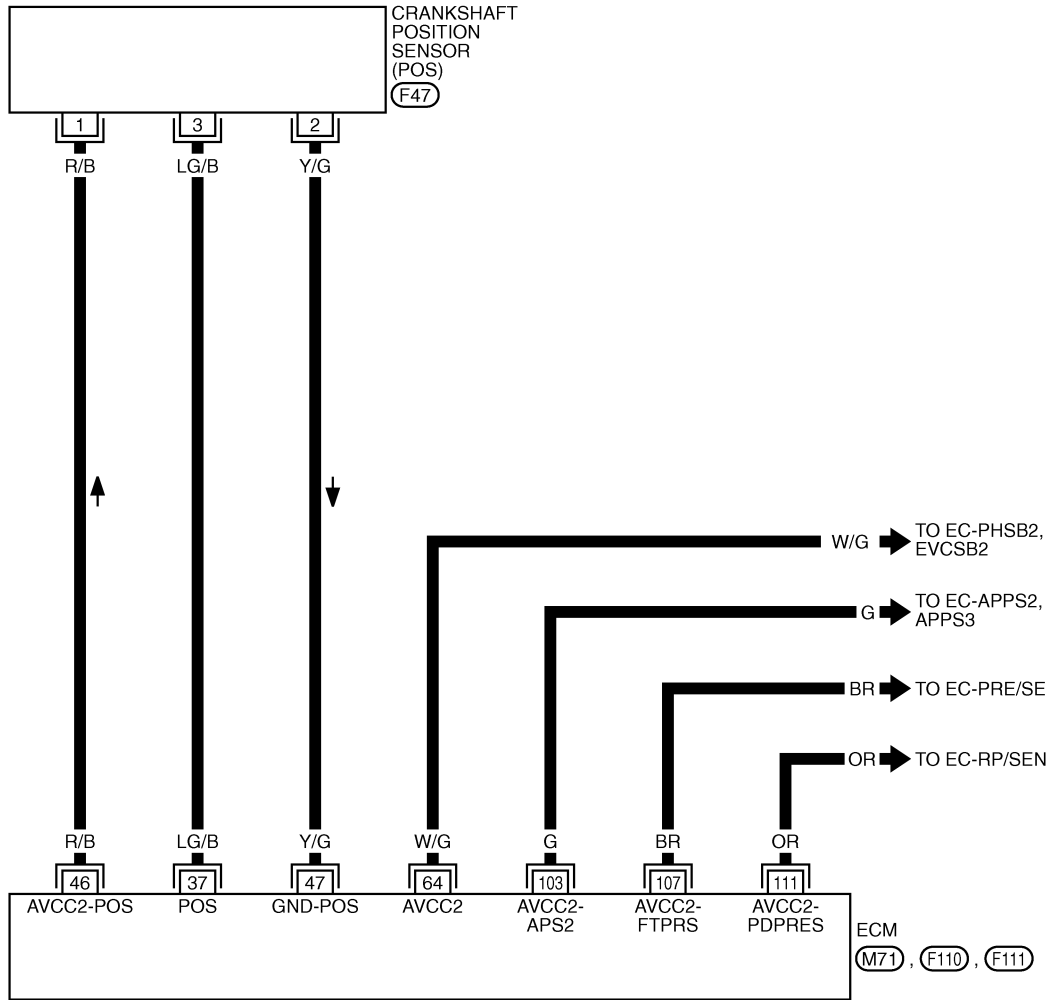 CRANKSHAFT
POSITION
SENSOR
(POS)
F47
1 3 2
R/B LG/B Y/G
W/G TO EC-PHSB2,
EVCSB2
G TO EC-APPS2,
APPS3
BR TO EC-PRE/SE
OR TO EC-RP/SEN
R/B LG/B Y/G W/G G BR OR
46 37 47 64 103 107 111
AVCC2-POS POS GND-POS AVCC2 AVCC2-
APS2 AVCC2-
FTPRS AVCC2-
PDPRES
ECM
M71 , F110 , F111